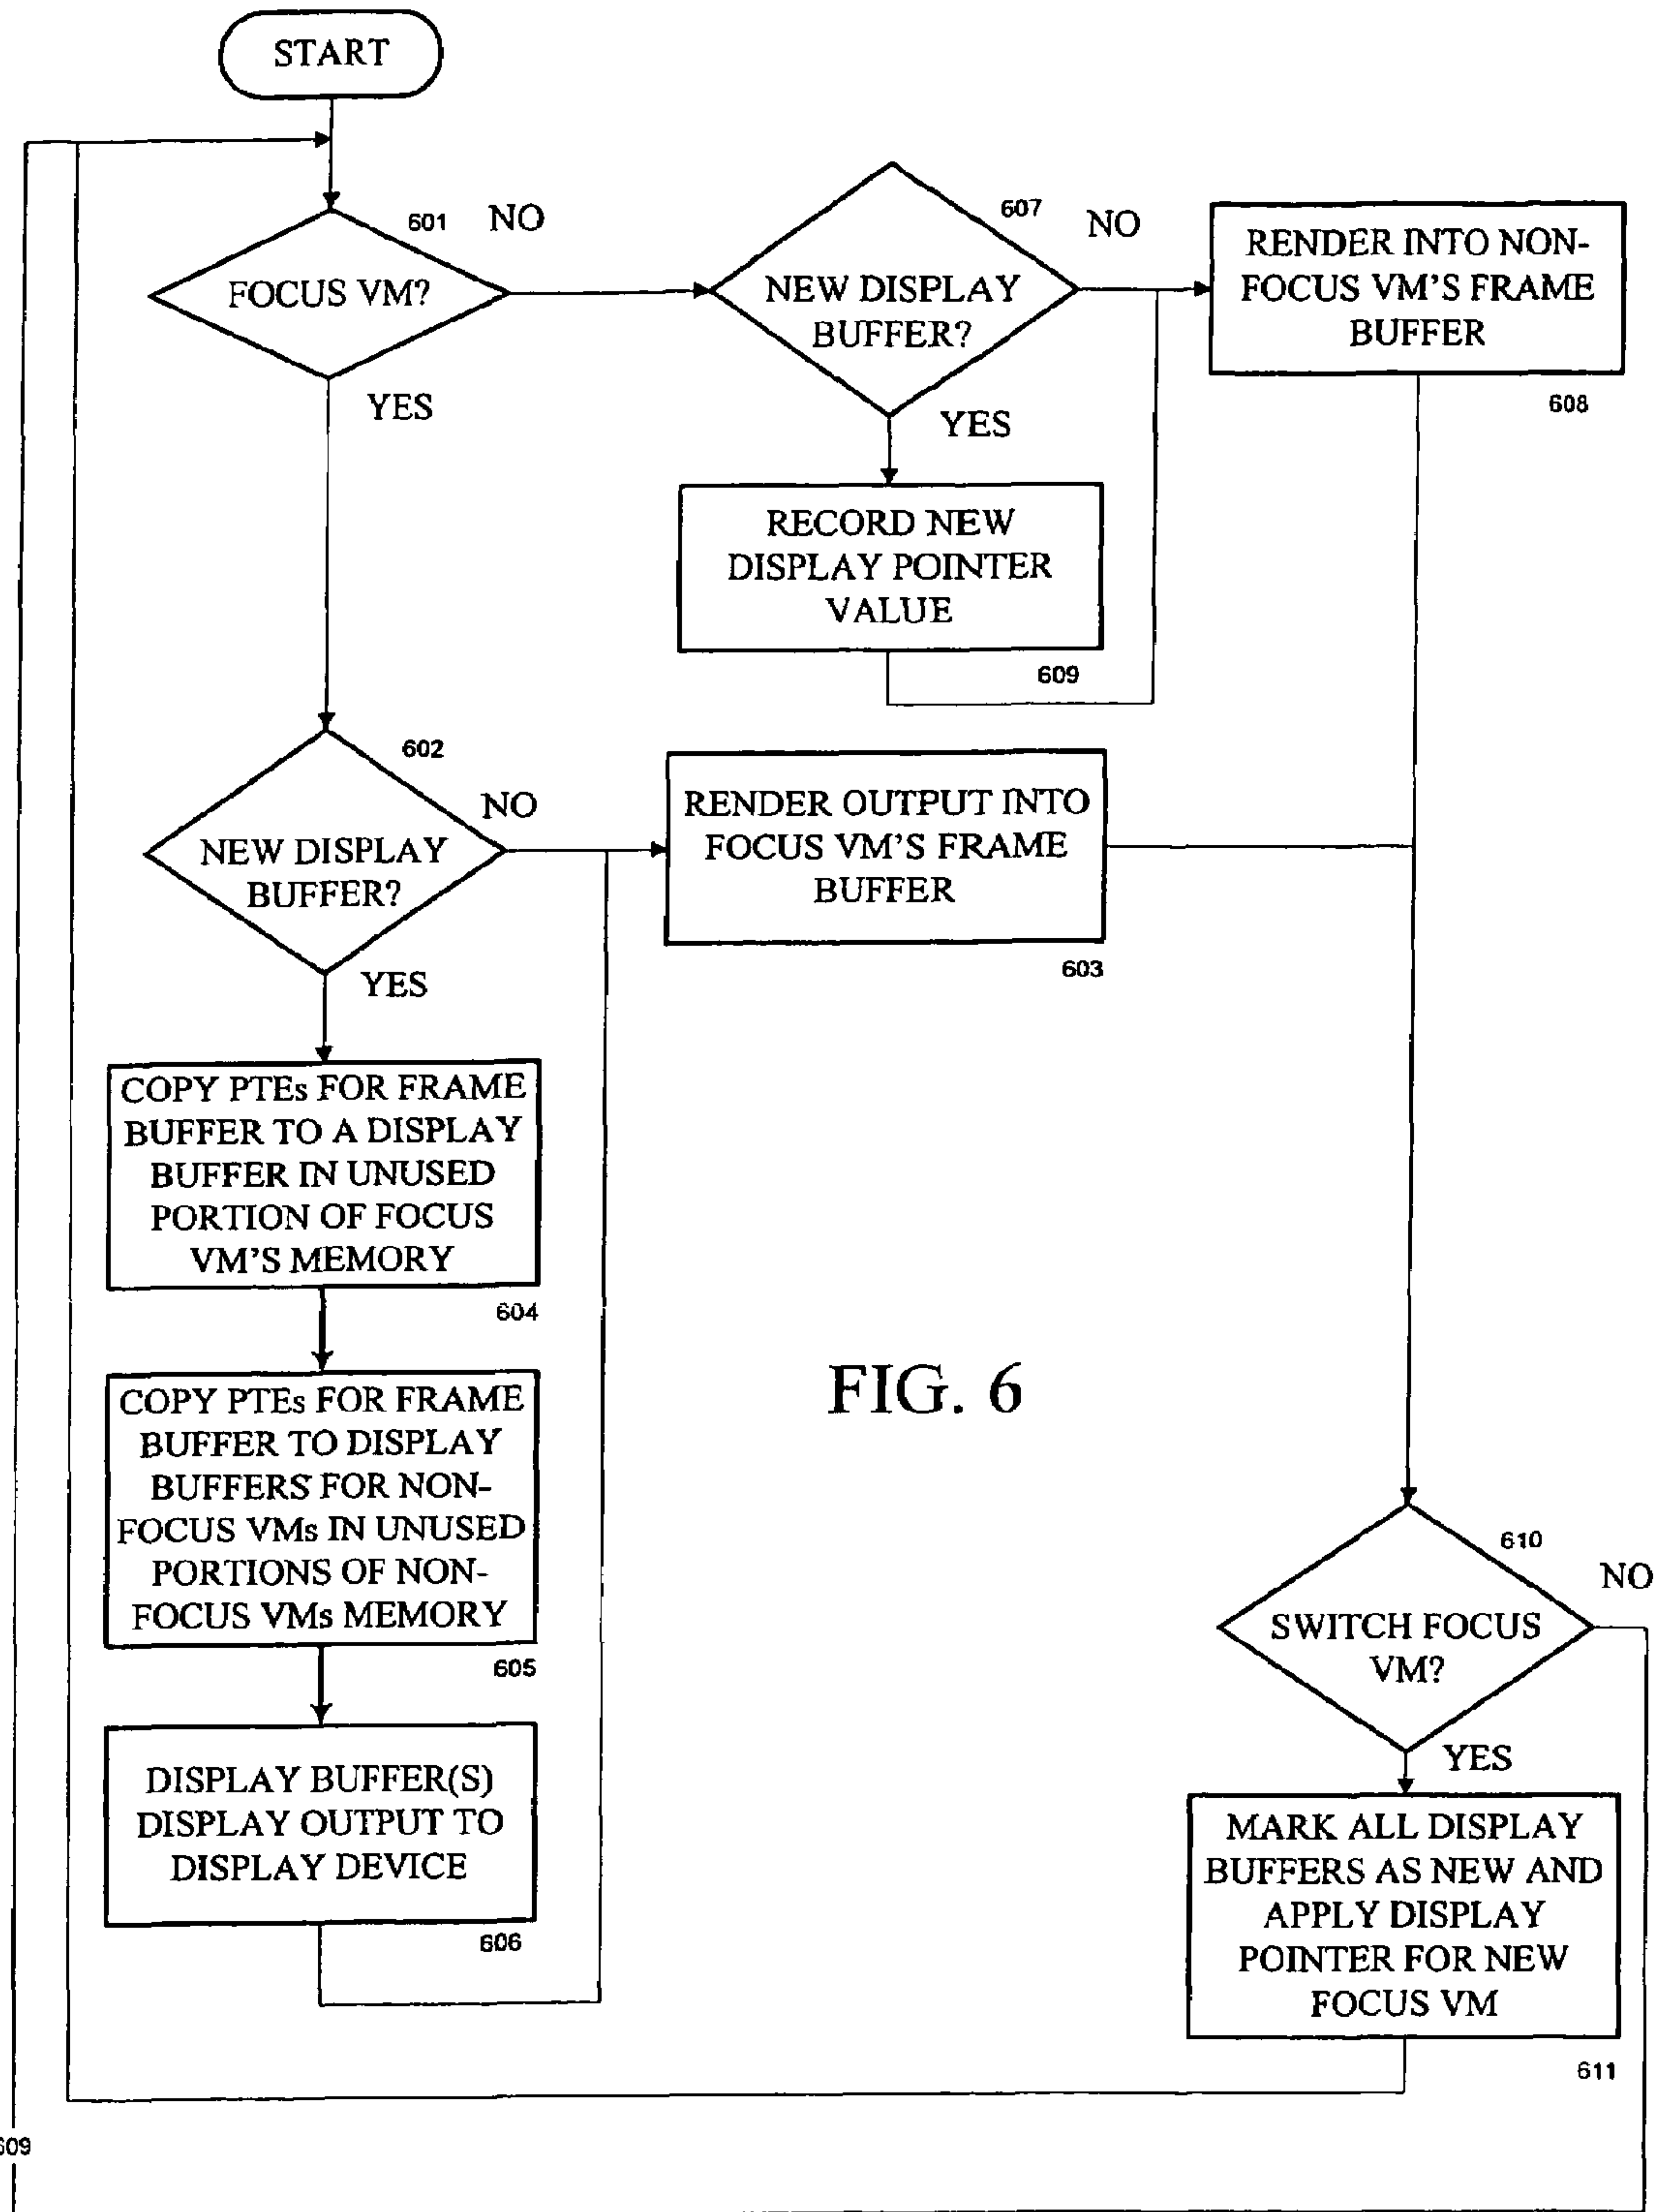 START
601
NO
FOCUS VM?
YES
607
NO
NEW DISPLAY
BUFFER?
YES
RENDER INTO NON-
FOCUS VM'S FRAME
BUFFER
608
RECORD NEW
DISPLAY POINTER
VALUE
609
602
NO
NEW DISPLAY
BUFFER?
YES
RENDER OUTPUT INTO
FOCUS VM'S FRAME
BUFFER
603
COPY PTEs FOR FRAME
BUFFER TO A DISPLAY
BUFFER IN UNUSED
PORTION OF FOCUS
VM'S MEMORY
604
COPY PTEs FOR FRAME
BUFFER TO DISPLAY
BUFFERS FOR NON-
FOCUS VMs IN UNUSED
PORTIONS OF NON-
FOCUS VMs MEMORY
605
DISPLAY BUFFER(S)
DISPLAY OUTPUT TO
DISPLAY DEVICE
606
FIG. 6
610
NO
SWITCH FOCUS
VM?
YES
MARK ALL DISPLAY
BUFFERS AS NEW AND
APPLY DISPLAY
POINTER FOR NEW
FOCUS VM
611
609